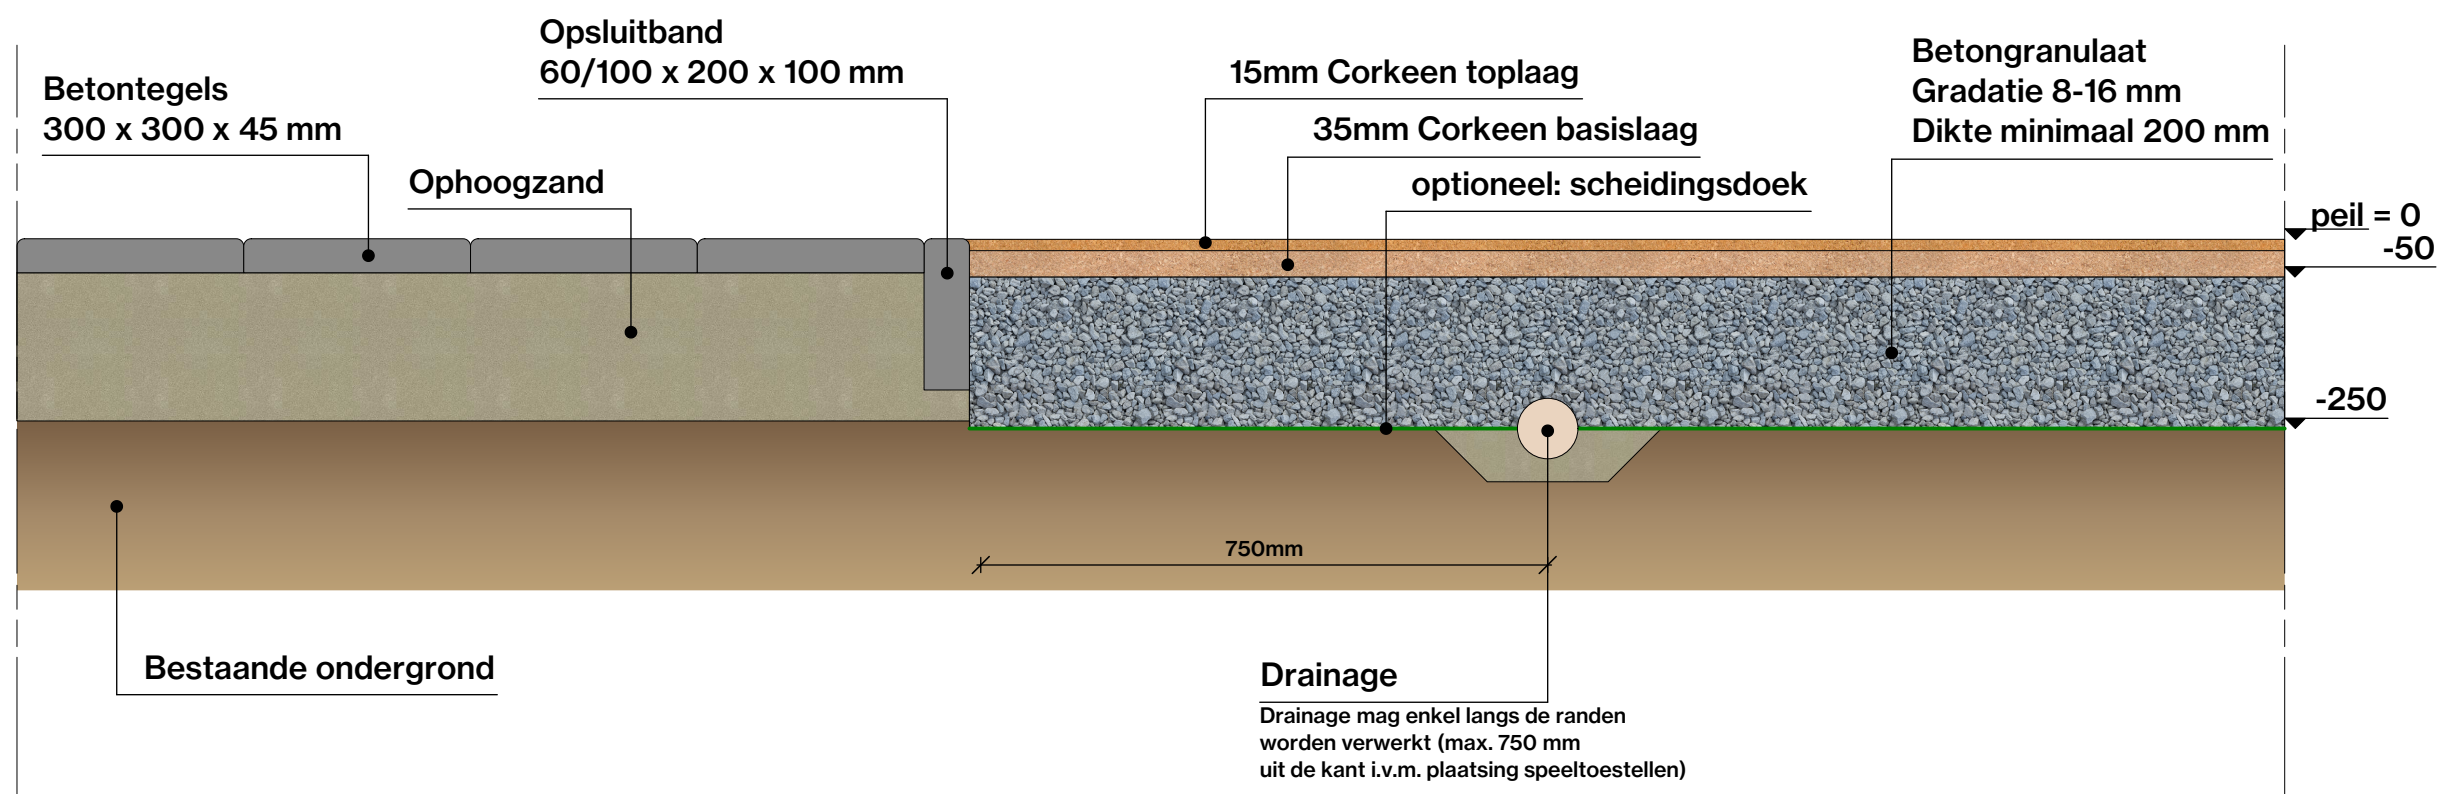 Opsluitband
60/100 x 200 x 100 mm
Betontegels
300 x 300 x 45 mm
Ophoogzand
15mm Corkeen toplaag
35mm Corkeen basislaag
optioneel: scheidingsdoek
Betongranulaat
Gradatie 8-16 mm
Dikte minimaal 200 mm
peil = 0
-50
-250
750mm
Bestaande ondergrond
Drainage
Drainage mag enkel langs de randen
worden verwerkt (max. 750 mm
uit de kant i.v.m. plaatsing speeltoestellen)